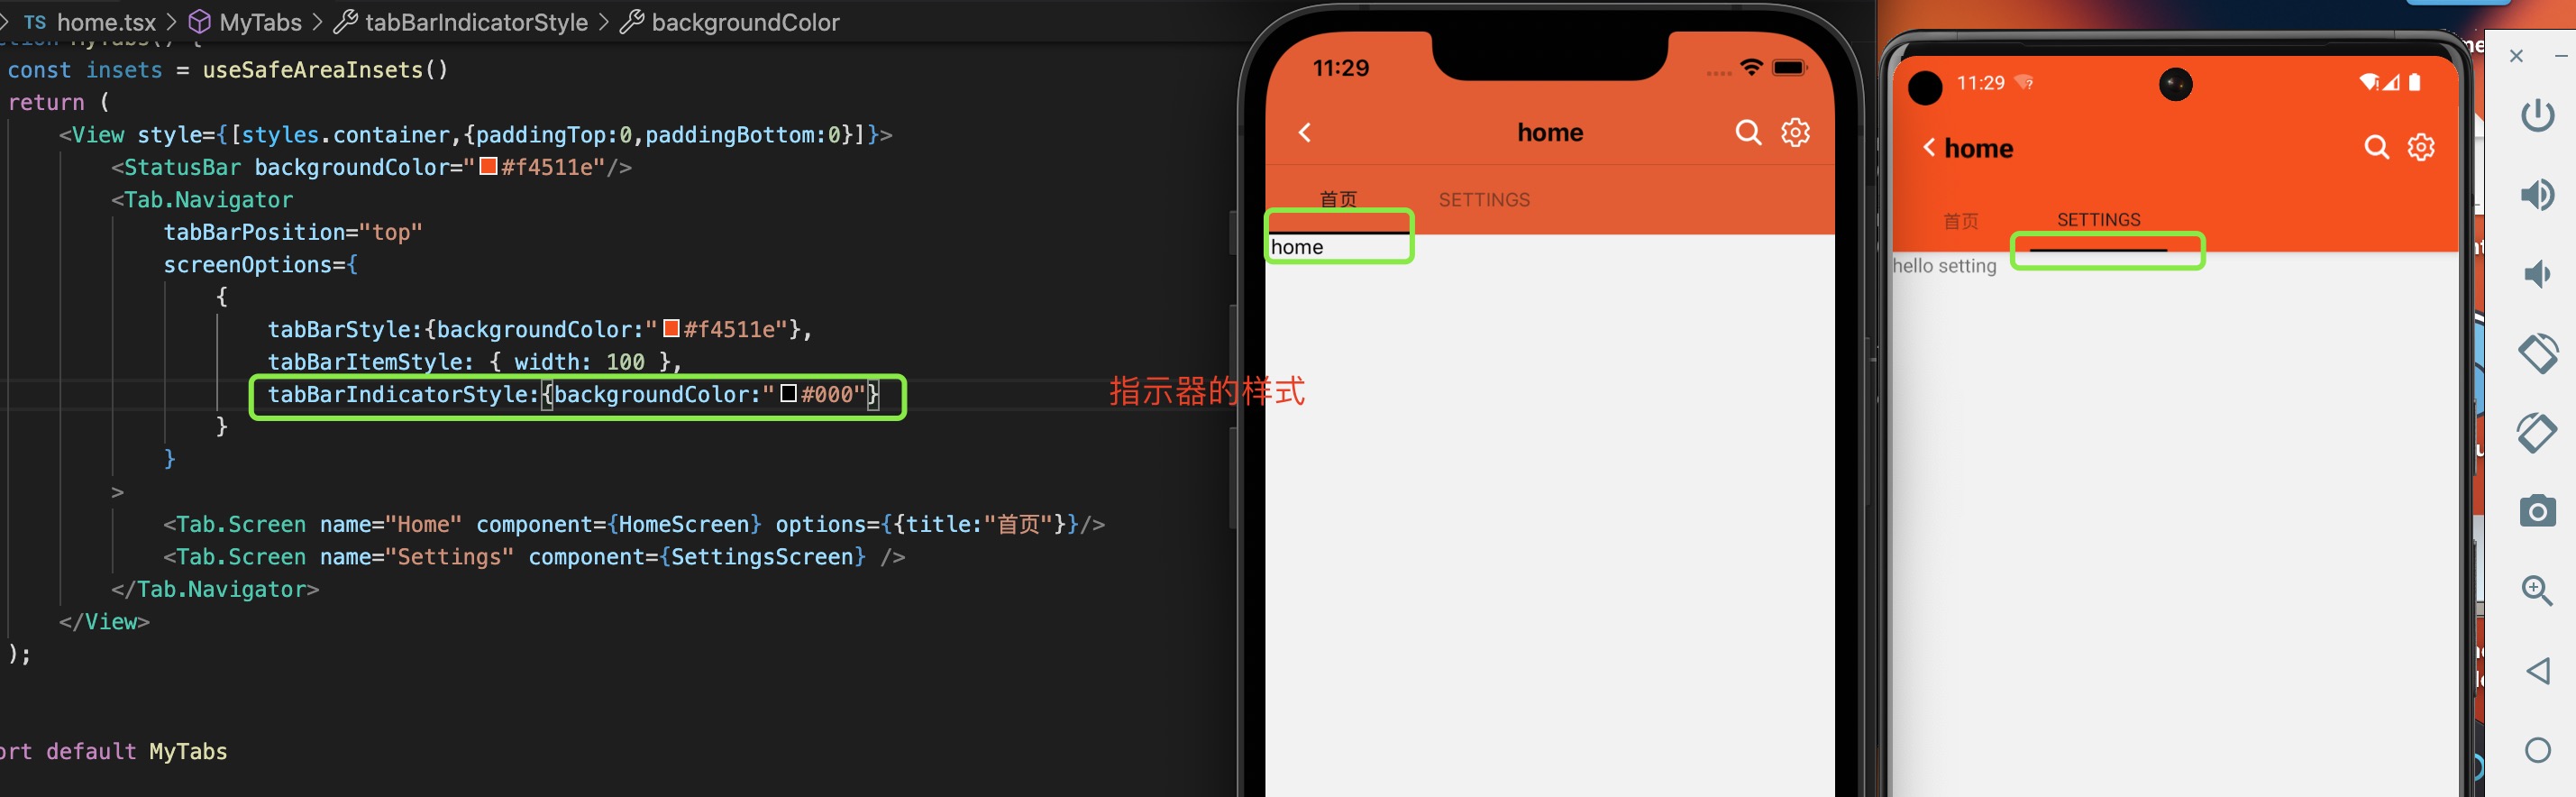 TS home.tsx > MyTabs > tabBarIndicatorStyle > backgroundColor
const insets = useSafeAreaInsets()
return (
<View style={[styles.container,{paddingTop:0,paddingBottom:0}]}>
<StatusBar backgroundColor="#f4511e"/>
<Tab.Navigator
tabBarPosition="top"
screenOptions={
{
tabBarStyle:{backgroundColor:"#f4511e"},
tabBarItemStyle: { width: 100 },
tabBarIndicatorStyle:{backgroundColor:"#000"}
}
}
>
<Tab.Screen name="Home" component={HomeScreen} options={{title:"首页"}}/>
<Tab.Screen name="Settings" component={SettingsScreen} />
</Tab.Navigator>
</View>
);
ort default MyTabs
指示器的样式
11:29
home
首页 SETTINGS
home
11:29
home
首页 SETTINGS
hello setting